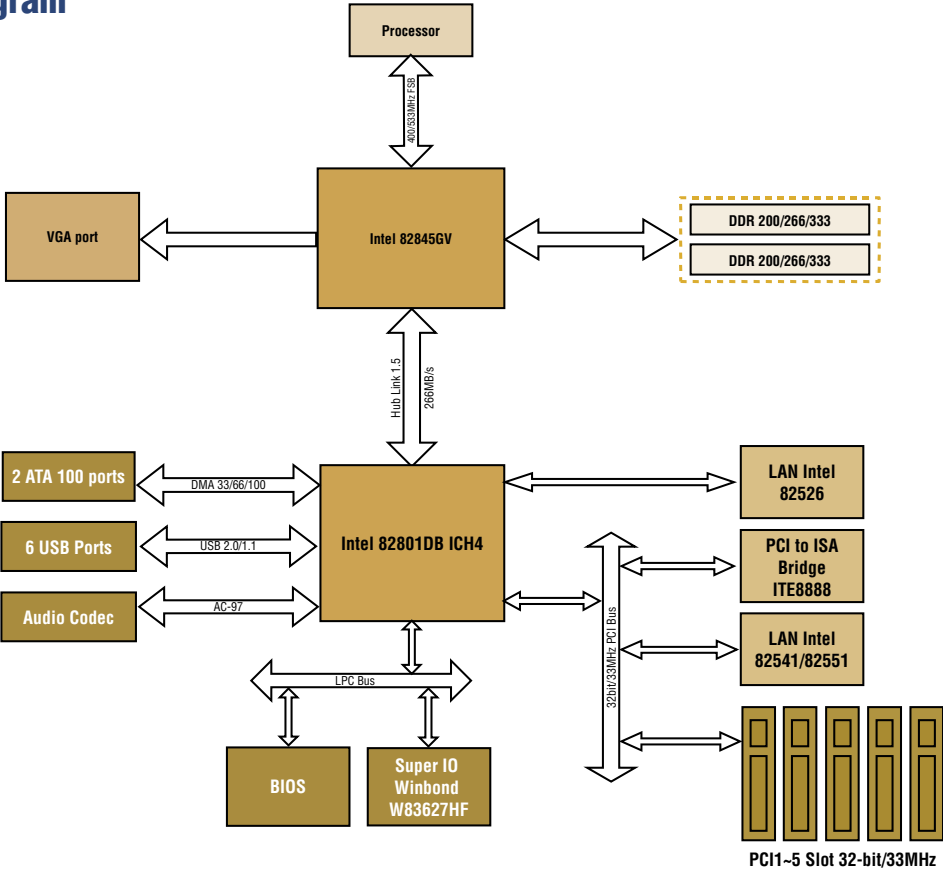 gram
Processor
400/533MHz FSB
VGA port
Intel 82845GV
DDR 200/266/333
DDR 200/266/333
Hub Link 1.5
266MB/s
2 ATA 100 ports
DMA 33/66/100
6 USB Ports
USB 2.0/1.1
Audio Codec
AC-97
Intel 82801DB ICH4
LAN Intel
82526
PCI to ISA
Bridge
ITE8888
32bit/33MHz PCI Bus
LAN Intel
82541/82551
LPC Bus
BIOS
Super IO
Winbond
W83627HF
PCI1~5 Slot 32-bit/33MHz